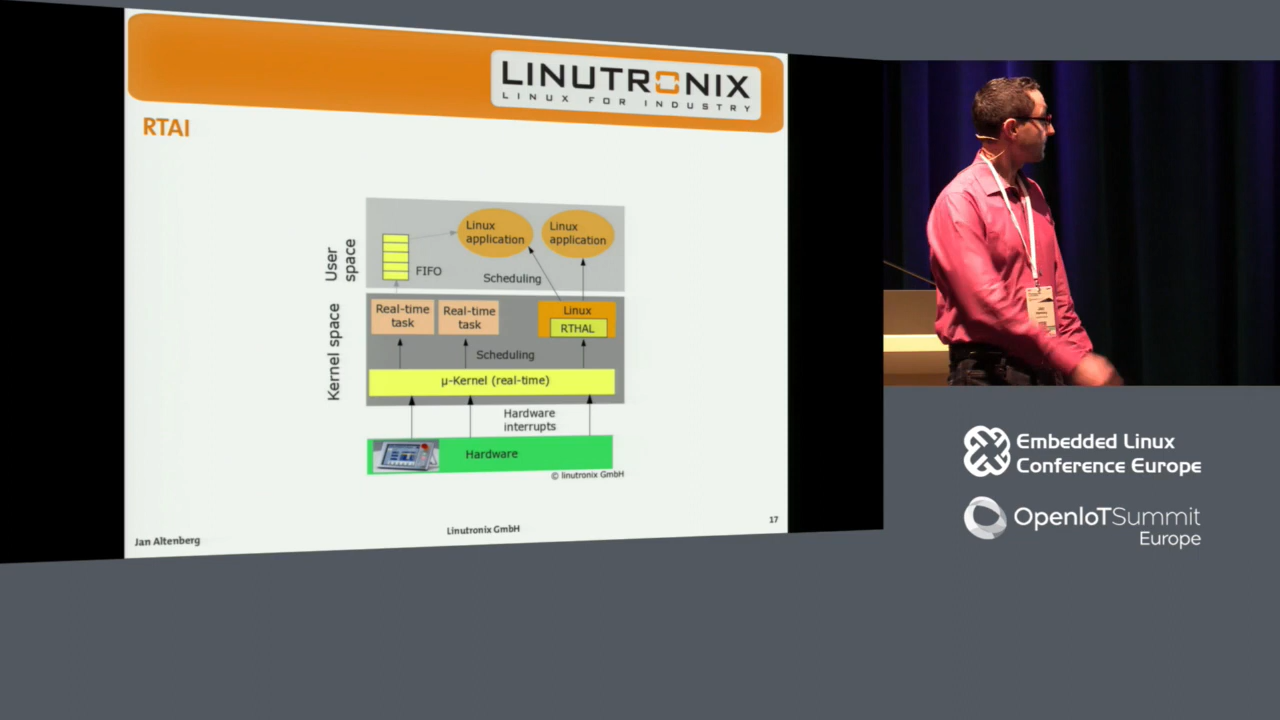 LINUTRONIX
LINUX FOR INDUSTRY
RTAI
User
space
Linux
application
Linux
application
FIFO
Scheduling
Kernel space
Real-time
task
Real-time
task
Linux
RTHAL
Scheduling
µ-Kernel (real-time)
Hardware
interrupts
Hardware
© linutronix GmbH
Jan Altenberg
Linutronix GmbH
17
Embedded Linux
Conference Europe
OpenIoTSummit
Europe